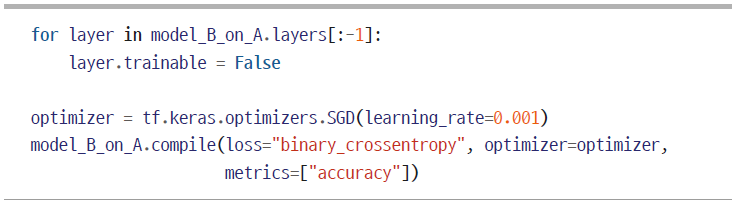 for layer in model_B_on_A.layers[:-1]:
    layer.trainable = False

optimizer = tf.keras.optimizers.SGD(learning_rate=0.001)
model_B_on_A.compile(loss="binary_crossentropy", optimizer=optimizer,
                     metrics=["accuracy"])